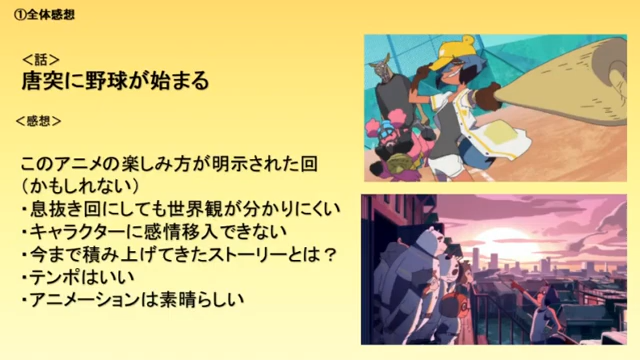 ①全体感想
＜話＞
唐突に野球が始まる
＜感想＞
このアニメの楽しみ方が明示された回
（かもしれない）
・息抜き回にしても世界観が分かりにくい
・キャラクターに感情移入できない
・今まで積み上げてきたストーリーとは？
・テンポはいい
・アニメーションは素晴らしい